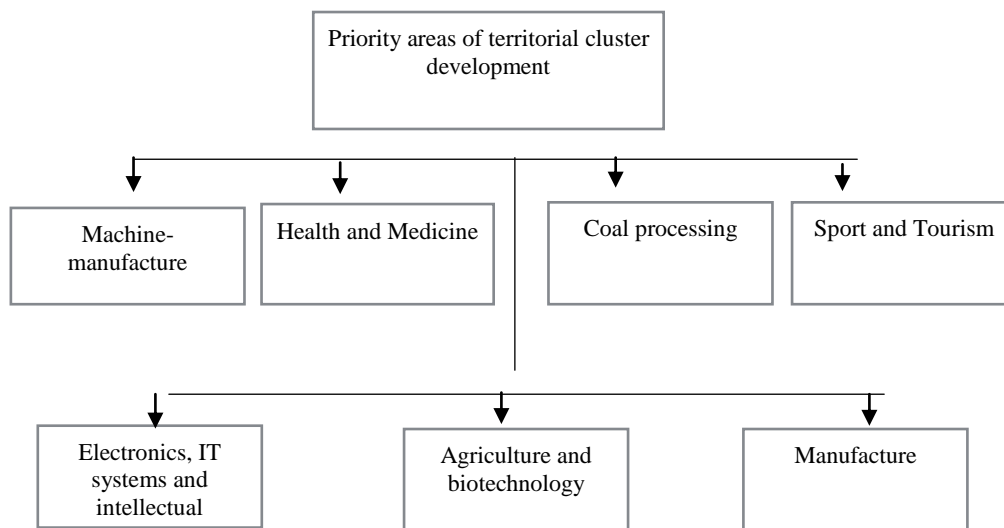 Priority areas of territorial cluster
development
Machine-
manufacture
Health and Medicine
Coal processing
Sport and Tourism
Electronics, IT
systems and
intellectual
Agriculture and
biotechnology
Manufacture